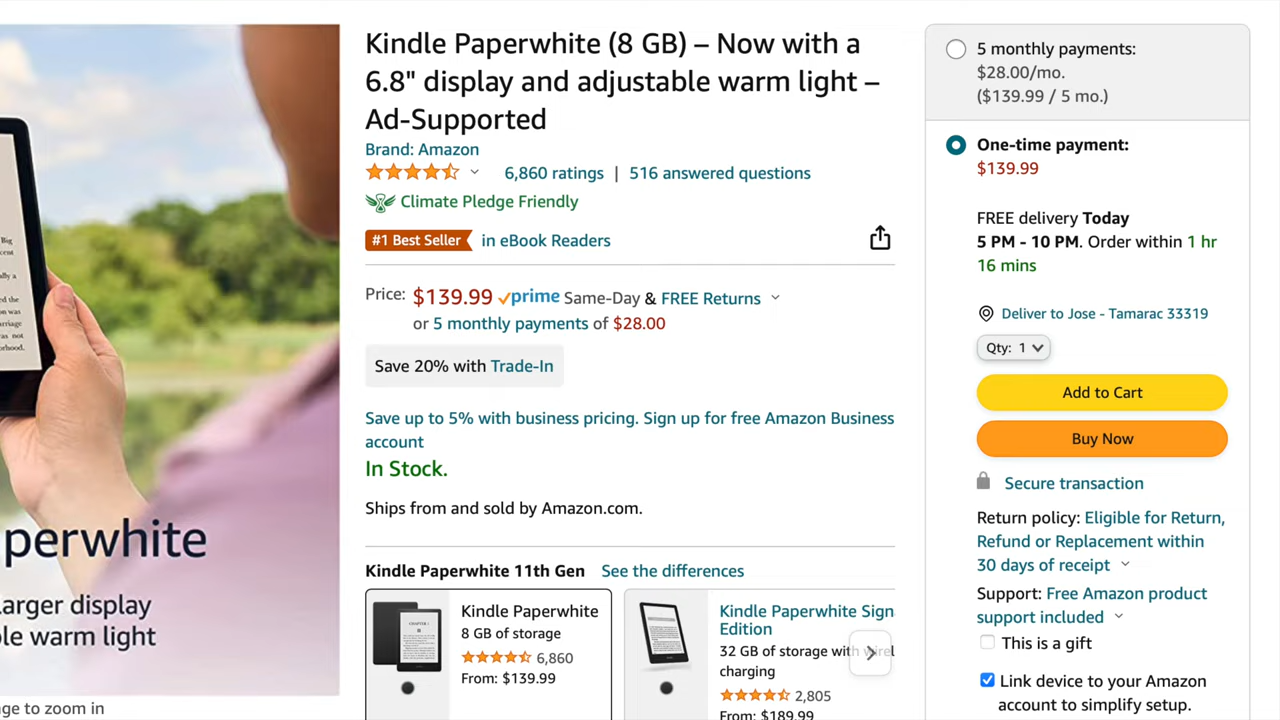 Kindle Paperwhite (8 GB) – Now with a
6.8" display and adjustable warm light –
Ad-Supported
Brand: Amazon
6,860 ratings | 516 answered questions
Climate Pledge Friendly
#1 Best Seller in eBook Readers
Price: $139.99 prime Same-Day & FREE Returns
or 5 monthly payments of $28.00
Save 20% with Trade-In
Save up to 5% with business pricing. Sign up for free Amazon Business
account
In Stock.
Ships from and sold by Amazon.com.
Kindle Paperwhite 11th Gen See the differences
Kindle Paperwhite
8 GB of storage
6,860
From: $139.99
Kindle Paperwhite Sign
Edition
32 GB of storage with
charging
2,805
From: $189.99
5 monthly payments:
$28.00/mo.
($139.99 / 5 mo.)
One-time payment:
$139.99
FREE delivery Today
5 PM - 10 PM. Order within 1 hr
16 mins
Deliver to Jose - Tamarac 33319
Qty: 1
Add to Cart
Buy Now
Secure transaction
Return policy: Eligible for Return,
Refund or Replacement within
30 days of receipt
Support: Free Amazon product
support included
This is a gift
Link device to your Amazon
account to simplify setup.
perwhite
arger display
le warm light
ge to zoom in